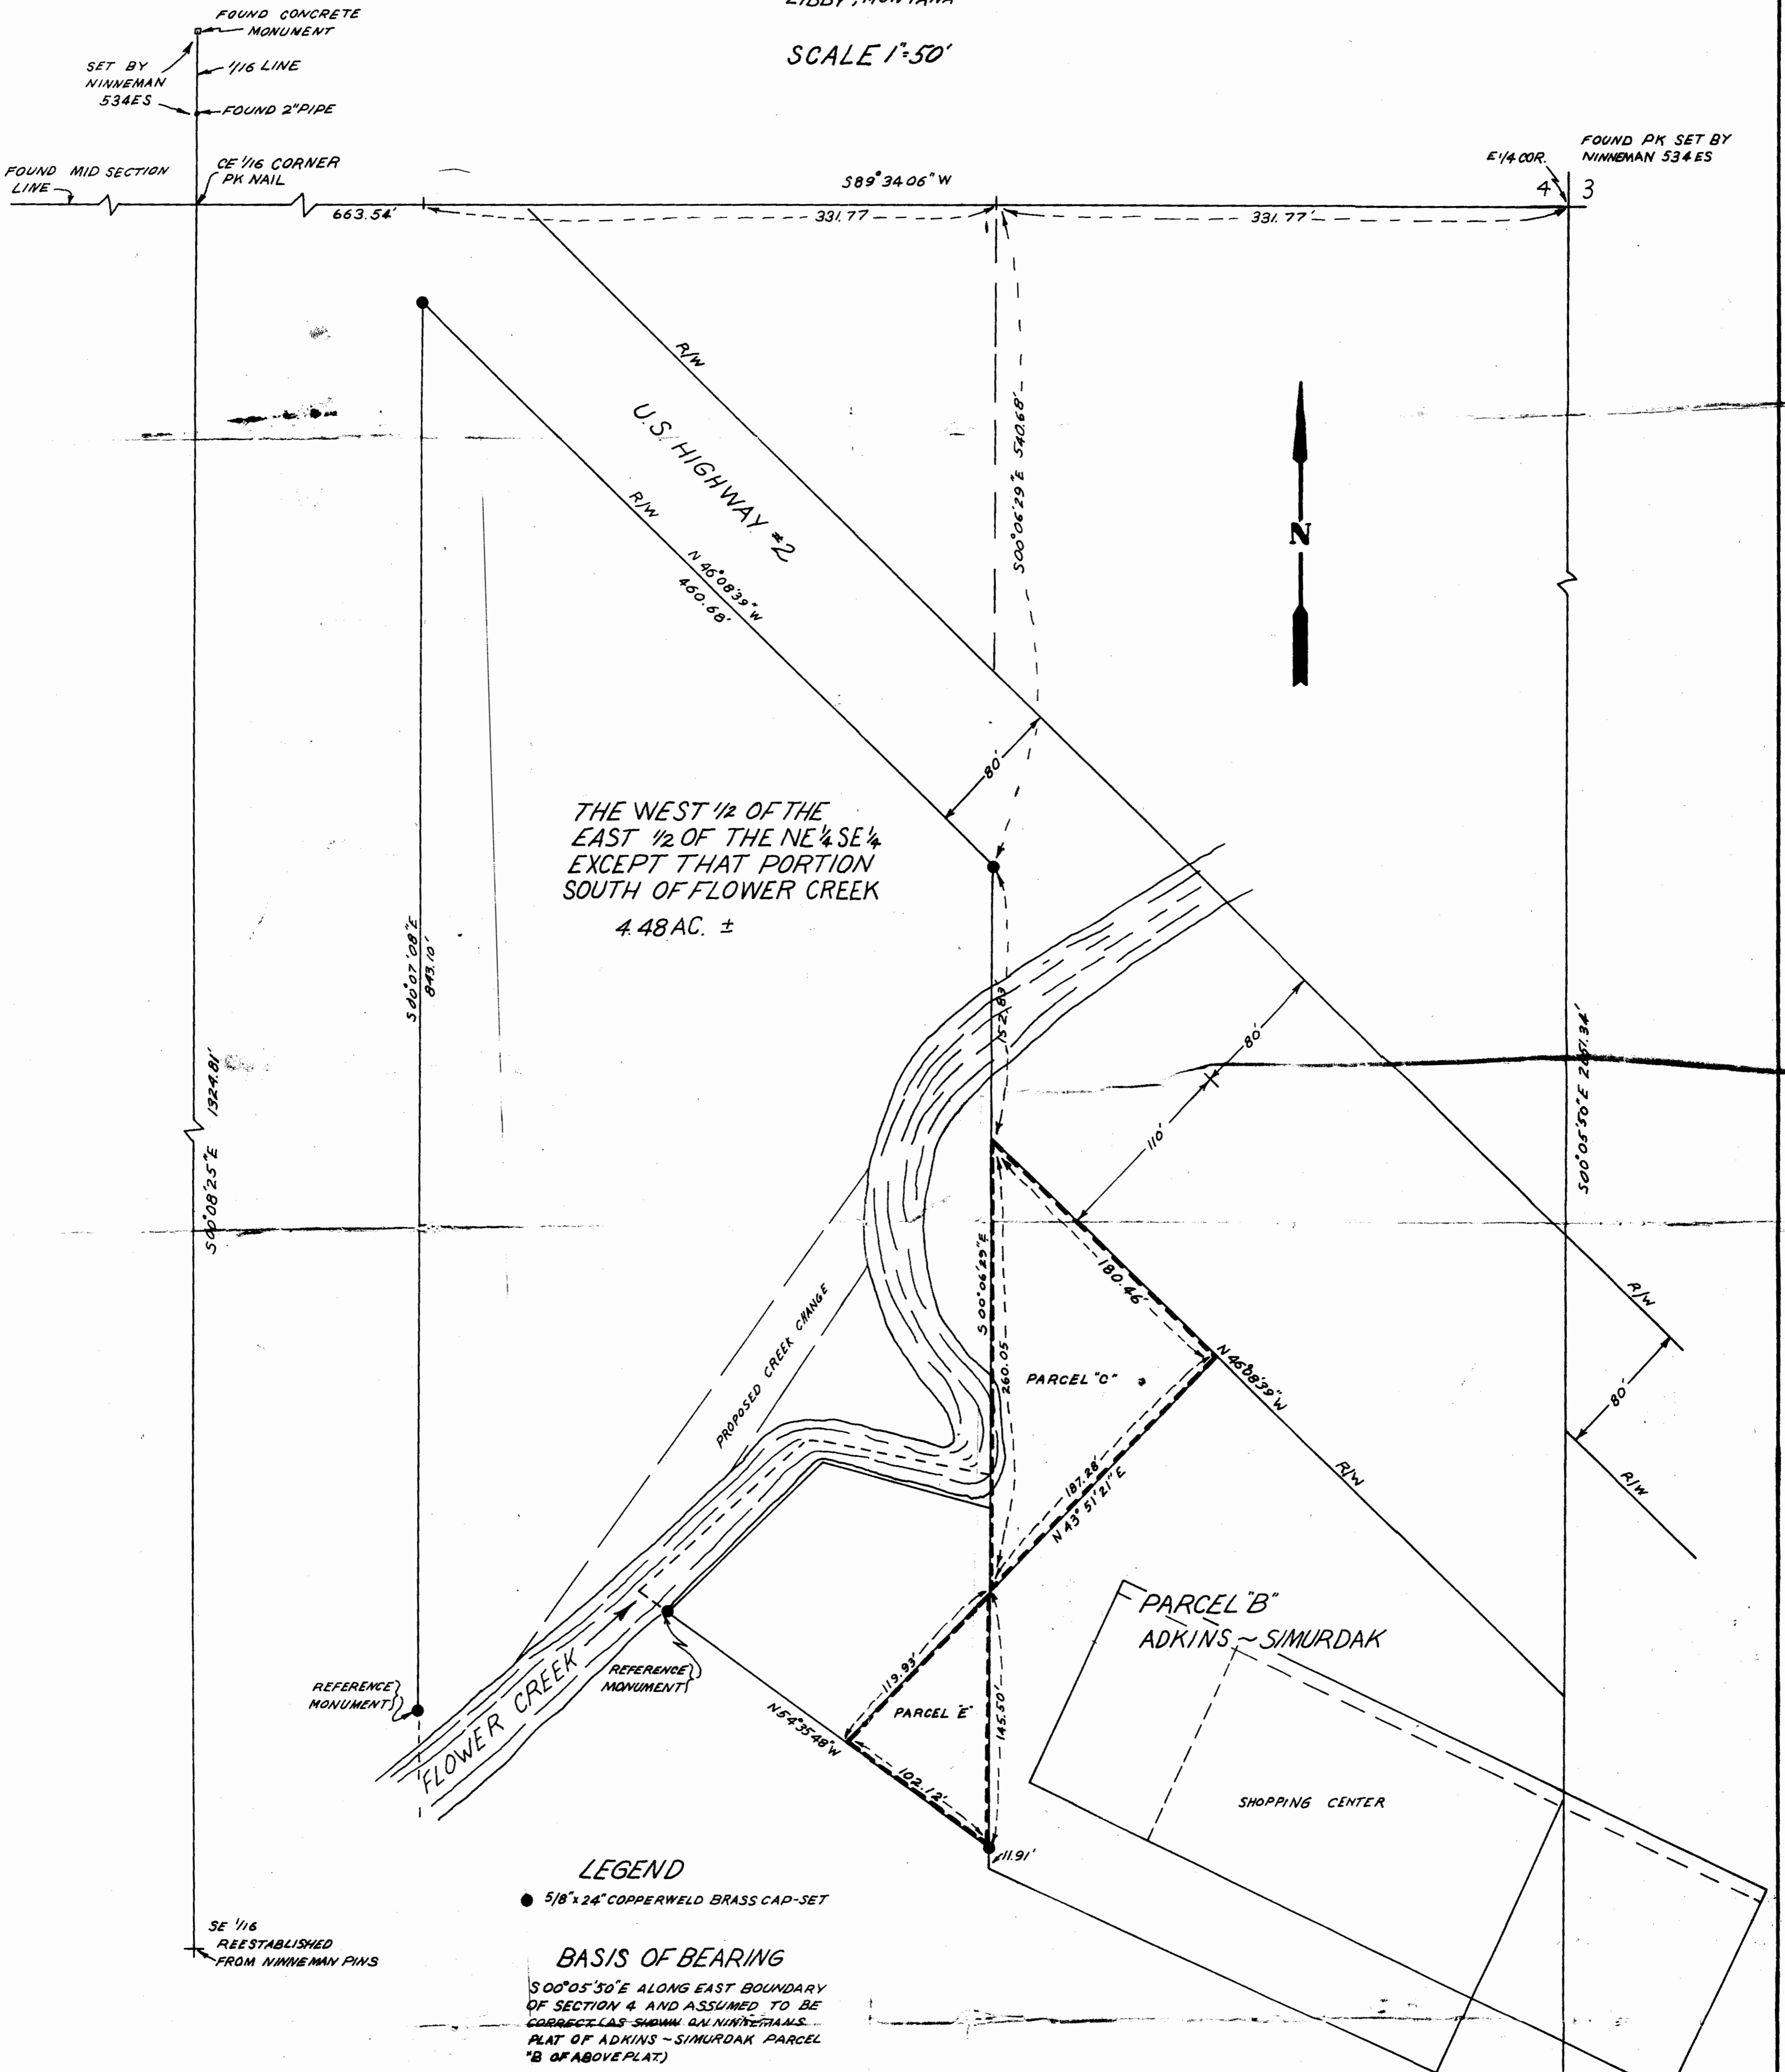 LIBBY, MONTANA
SCALE 1"=50'
FOUND CONCRETE
MONUMENT
SET BY
NINNEMAN
534ES
1/16 LINE
FOUND 2" PIPE
FOUND MID SECTION
LINE
CE 1/16 CORNER
PK NAIL
S89°34'06"W
E 1/4 COR.
FOUND PK SET BY
NINNEMAN 534 ES
4
3
663.54'
331.77
331.77'
R/W
U.S. HIGHWAY #2
R/W
N 46°08'39"W
460.68'
S00°06'29"E 540.68'
N
80'
THE WEST 1/2 OF THE
EAST 1/2 OF THE NE 1/4 SE 1/4
EXCEPT THAT PORTION
SOUTH OF FLOWER CREEK
4.48 AC. ±
S00°07'08"E
843.10'
152.83'
80'
110'
S00°08'25"E 1324.81'
S00°05'50"E
PROPOSED CREEK CHANGE
S00°06'29"E
260.05
180.46'
PARCEL "C"
N 46°08'39"W
R/W
80'
R/W
R/W
187.28'
N 43°51'21"E
PARCEL "B"
ADKINS ~ SIMURDAK
REFERENCE
MONUMENT
REFERENCE
MONUMENT
FLOWER CREEK
119.93'
PARCEL "E"
145.50'
N54°35'48"W
102.12'
11.91'
SHOPPING CENTER
LEGEND
5/8" x 24" COPPERWELD BRASS CAP-SET
SE 1/16
REESTABLISHED
FROM NINNEMAN PINS
BASIS OF BEARING
S 00°05'50"E ALONG EAST BOUNDARY
OF SECTION 4 AND ASSUMED TO BE
CORRECT (AS SHOWN ON NINNEMANS
PLAT OF ADKINS ~ SIMURDAK PARCEL
"B OF ABOVE PLAT.)